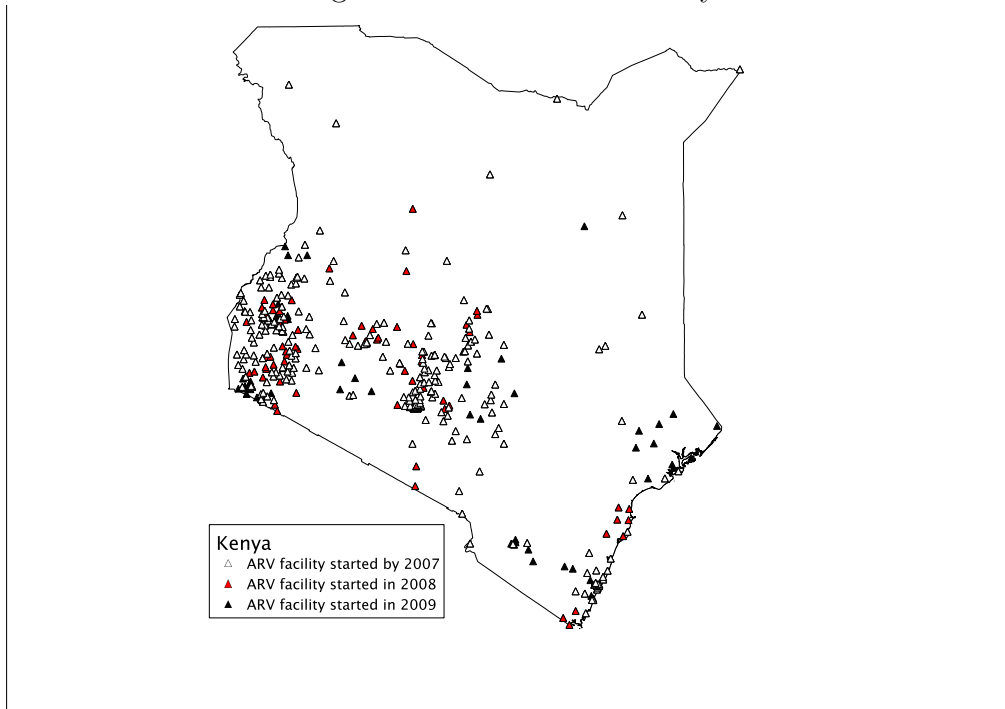 Kenya
ARV facility started by 2007
ARV facility started in 2008
ARV facility started in 2009